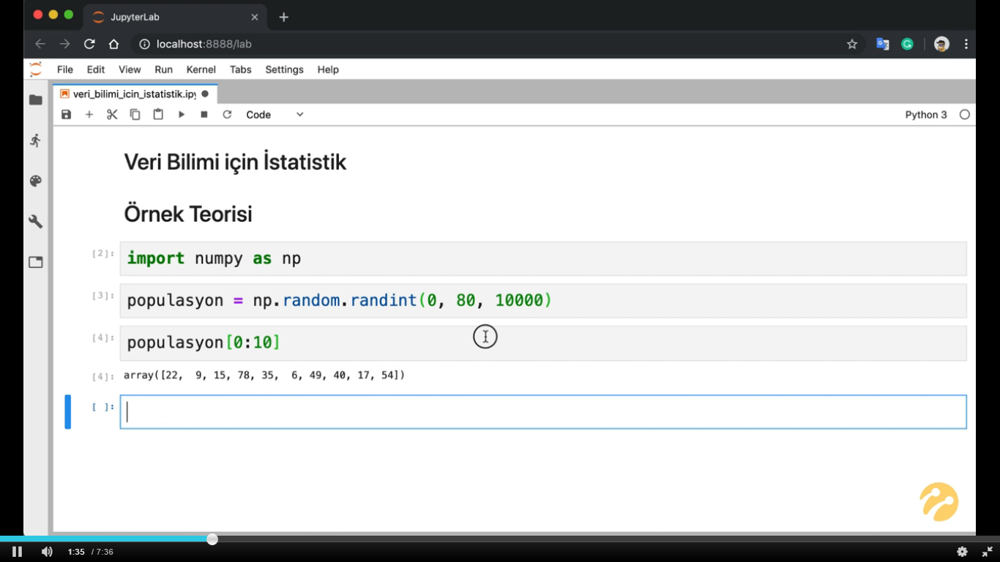 JupyterLab
localhost:8888/lab
File Edit View Run Kernel Tabs Settings Help
veri_bilimi_icin_istatistik.ipy
Code
Python 3
Veri Bilimi için İstatistik
Örnek Teorisi
[2]: import numpy as np
[3]: populasyon = np.random.randint(0, 80, 10000)
[4]: populasyon[0:10]
[4]: array([22,  9, 15, 78, 35,  6, 49, 40, 17, 54])
[ ]:
1:35 / 7:36